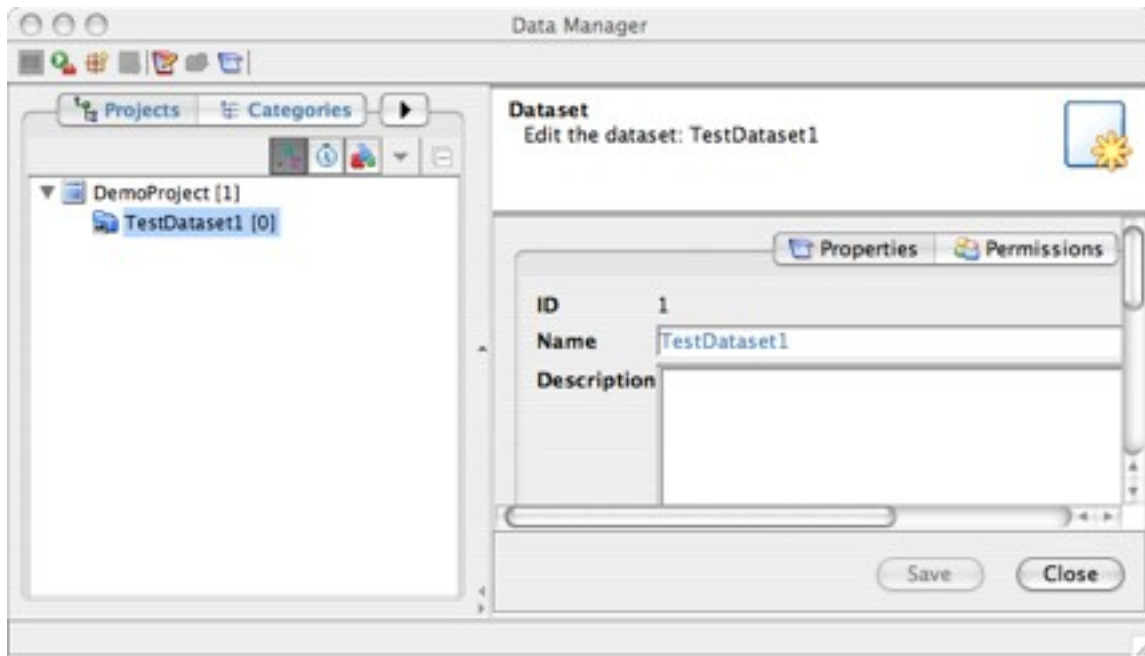 Data Manager
Projects Categories
DemoProject [1]
TestDataset1 [0]
Dataset
Edit the dataset: TestDataset1
Properties Permissions
ID 1
Name TestDataset1
Description
Save Close